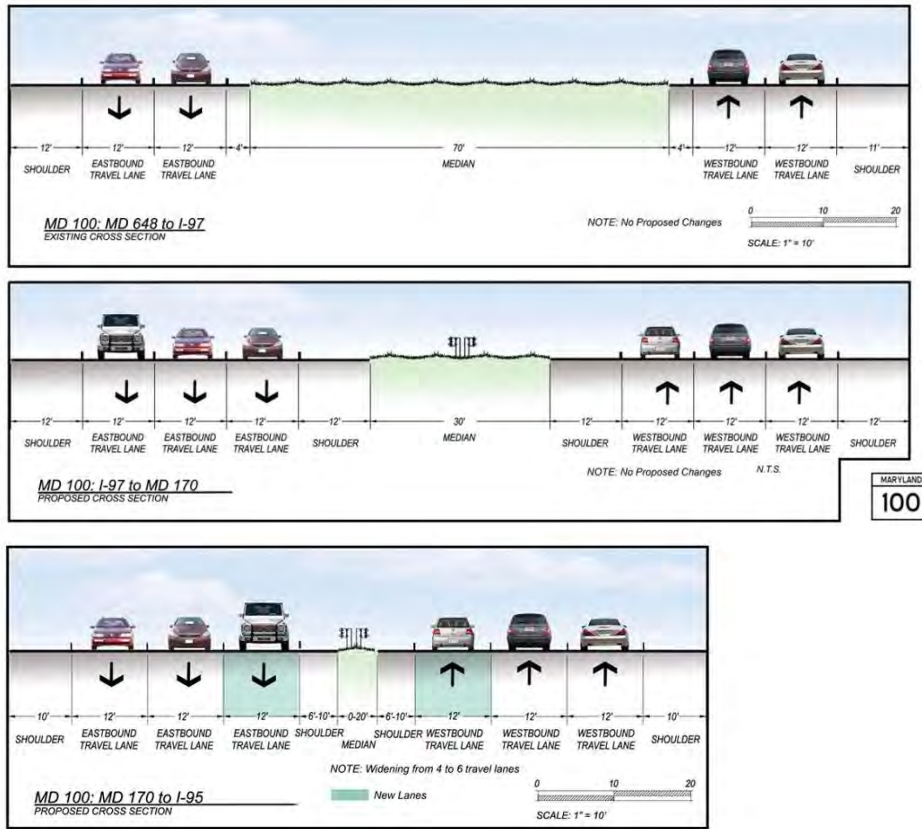 12' 12' 12' 4' 70' 4' 12' 12' 11'
SHOULDER EASTBOUND TRAVEL LANE EASTBOUND TRAVEL LANE MEDIAN WESTBOUND TRAVEL LANE WESTBOUND TRAVEL LANE SHOULDER
MD 100: MD 648 to I-97
EXISTING CROSS SECTION
NOTE: No Proposed Changes
0 10 20
SCALE: 1" = 10'
12' 12' 12' 12' 12' 30' 12' 12' 12' 12' 12'
SHOULDER EASTBOUND TRAVEL LANE EASTBOUND TRAVEL LANE EASTBOUND TRAVEL LANE SHOULDER MEDIAN SHOULDER WESTBOUND TRAVEL LANE WESTBOUND TRAVEL LANE WESTBOUND TRAVEL LANE SHOULDER
NOTE: No Proposed Changes N.T.S.
MD 100: I-97 to MD 170
PROPOSED CROSS SECTION
MARYLAND
100
10' 12' 12' 12' 6'-10' 0-20' 6'-10' 12' 12' 12' 10'
SHOULDER EASTBOUND TRAVEL LANE EASTBOUND TRAVEL LANE EASTBOUND TRAVEL LANE SHOULDER MEDIAN SHOULDER WESTBOUND TRAVEL LANE WESTBOUND TRAVEL LANE WESTBOUND TRAVEL LANE SHOULDER
NOTE: Widening from 4 to 6 travel lanes
New Lanes
MD 100: MD 170 to I-95
PROPOSED CROSS SECTION
0 10 20
SCALE: 1" = 10'